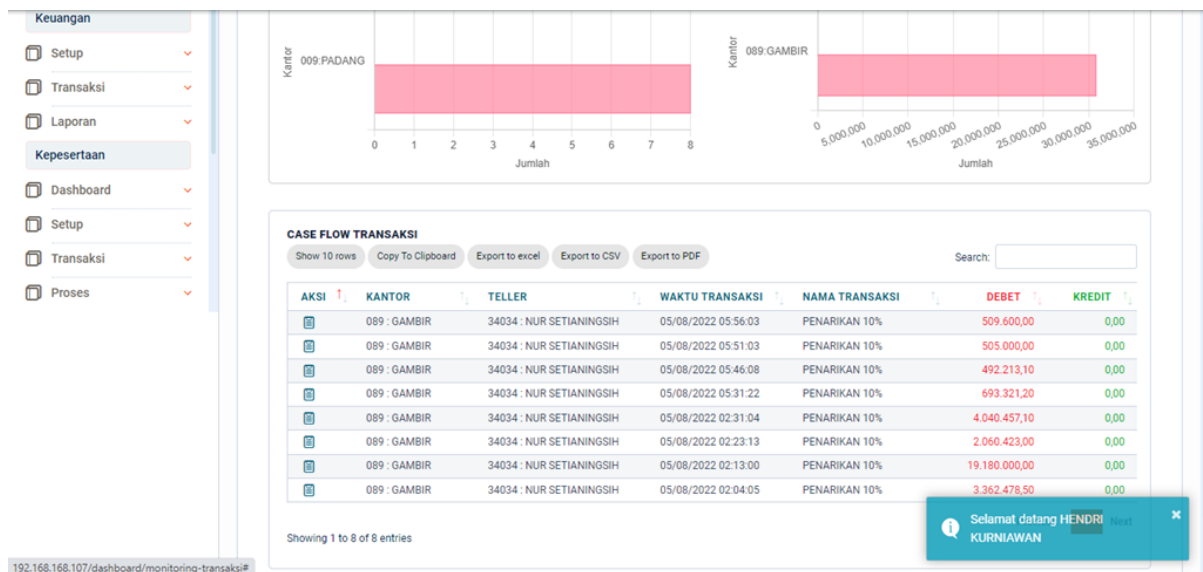 Keuangan
Setup
Transaksi
Laporan
Kepesertaan
Dashboard
Setup
Transaksi
Proses
Kantor
009:PADANG
0 1 2 3 4 5 6 7 8
Jumlah
Kantor
089:GAMBIR
0 5,000,000 10,000,000 15,000,000 20,000,000 25,000,000 30,000,000 35,000,000
Jumlah
CASE FLOW TRANSAKSI
Show 10 rows Copy To Clipboard Export to excel Export to CSV Export to PDF
Search:
AKSI KANTOR TELLER WAKTU TRANSAKSI NAMA TRANSAKSI DEBET KREDIT
089 : GAMBIR 34034 : NUR SETIANINGSIH 05/08/2022 05:56:03 PENARIKAN 10% 509.600,00 0,00
089 : GAMBIR 34034 : NUR SETIANINGSIH 05/08/2022 05:51:03 PENARIKAN 10% 505.000,00 0,00
089 : GAMBIR 34034 : NUR SETIANINGSIH 05/08/2022 05:46:08 PENARIKAN 10% 492.213,10 0,00
089 : GAMBIR 34034 : NUR SETIANINGSIH 05/08/2022 05:31:22 PENARIKAN 10% 693.321,20 0,00
089 : GAMBIR 34034 : NUR SETIANINGSIH 05/08/2022 02:31:04 PENARIKAN 10% 4.040.457,10 0,00
089 : GAMBIR 34034 : NUR SETIANINGSIH 05/08/2022 02:23:13 PENARIKAN 10% 2.060.423,00 0,00
089 : GAMBIR 34034 : NUR SETIANINGSIH 05/08/2022 02:13:00 PENARIKAN 10% 19.180.000,00 0,00
089 : GAMBIR 34034 : NUR SETIANINGSIH 05/08/2022 02:04:05 PENARIKAN 10% 3.362.478,50 0,00
Showing 1 to 8 of 8 entries
Next
Selamat datang HENDRI
KURNIAWAN
192.168.168.107/dashboard/monitoring-transaksi#